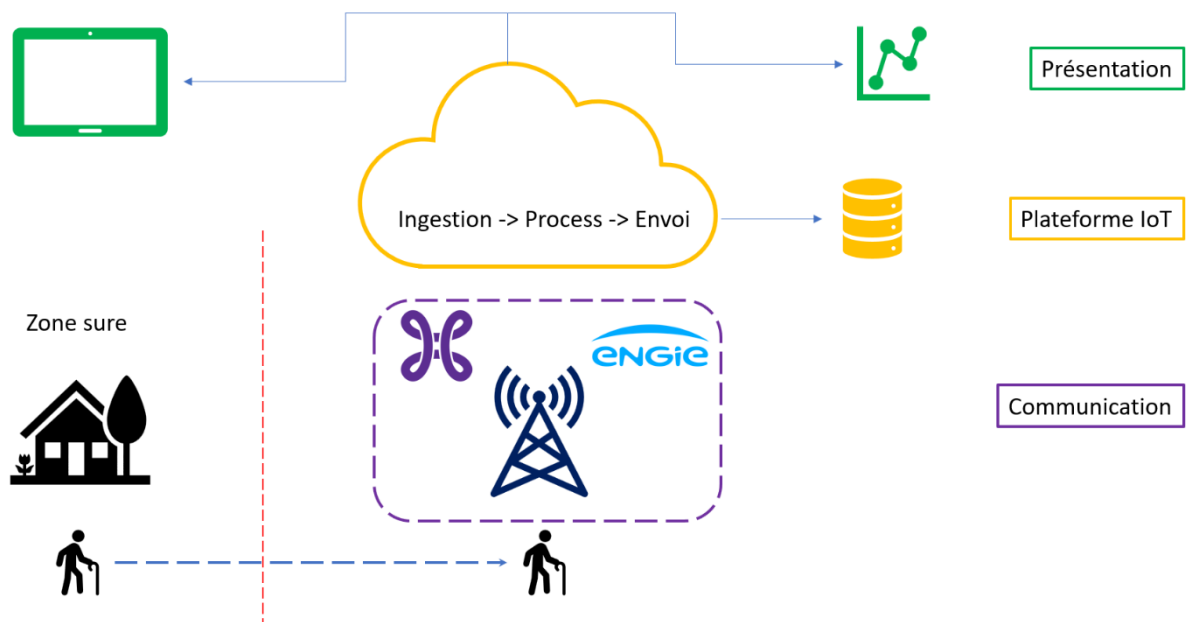 Présentation
Ingestion -> Process -> Envoi
Plateforme IoT
Zone sure
ENGIE
Communication